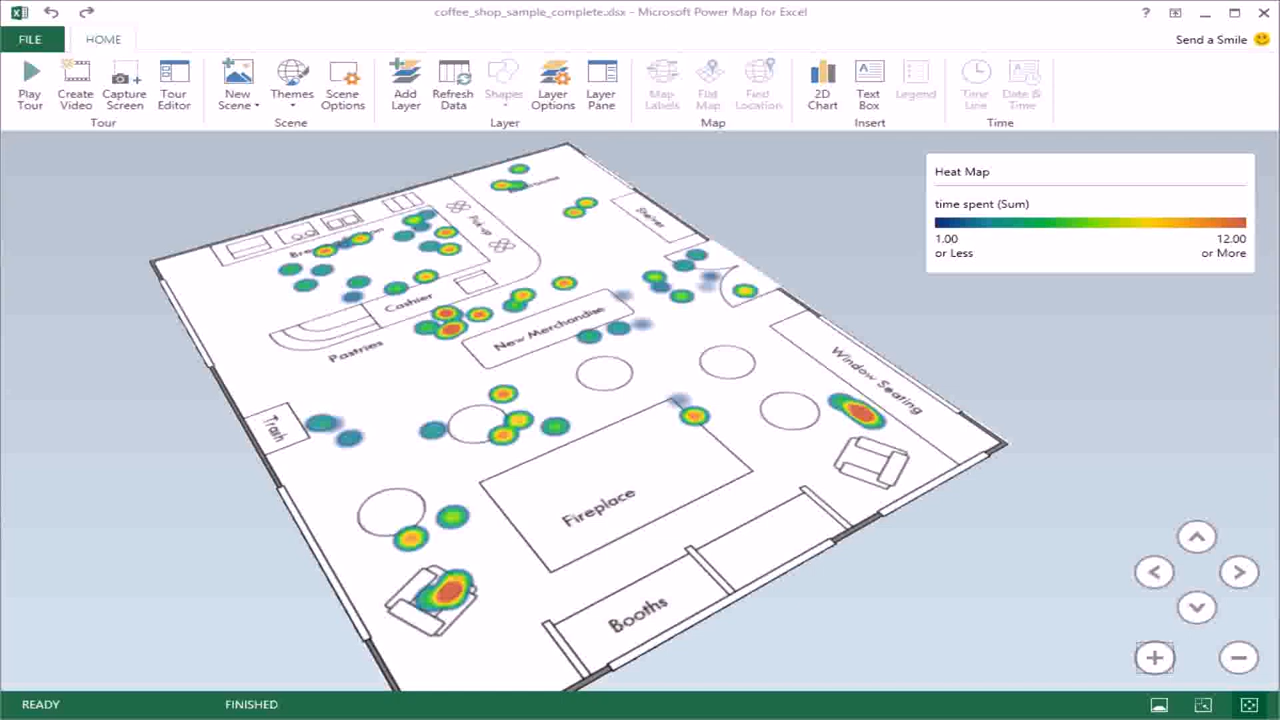 coffee_shop_sample_complete.dsx - Microsoft Power Map for Excel
FILE
HOME
Send a Smile
Play Tour
Create Video
Capture Screen
Tour Editor
New Scene
Themes
Scene Options
Add Layer
Refresh Data
Shapes
Layer Options
Layer Pane
Map Labels
Flat Map
Find Location
2D Chart
Text Box
Legend
Time Line
Date & Time
Tour
Scene
Layer
Map
Insert
Time
Heat Map
time spent (Sum)
1.00
12.00
or Less
or More
Shelves
Pick-up
Cashier
New Merchandise
Pastries
Window Seating
Trash
Fireplace
Booths
READY
FINISHED